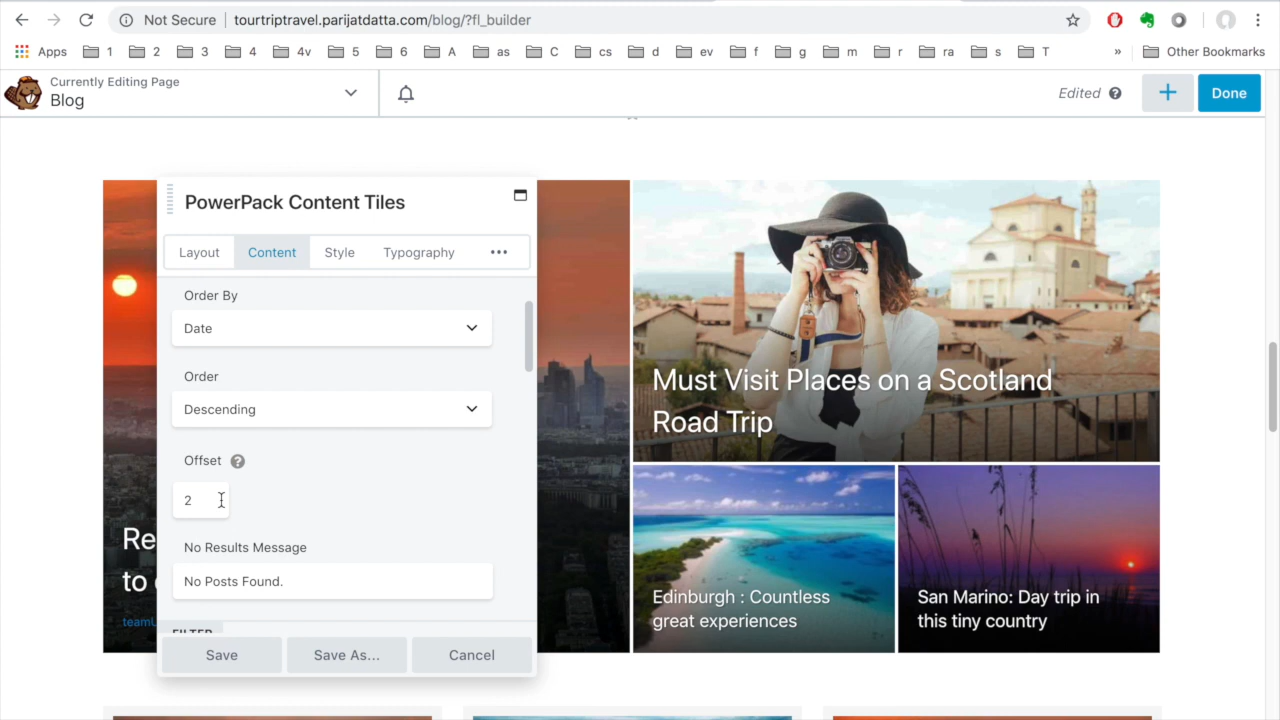 Not Secure
tourtriptravel.parijatdatta.com/blog/?fl_builder
Apps
1
2
3
4
4v
5
6
A
as
C
cs
d
ev
f
g
m
r
ra
s
T
»
Other Bookmarks
Currently Editing Page
Blog
Edited
Done
PowerPack Content Tiles
Layout
Content
Style
Typography
Order By
Date
Order
Descending
Offset
2
No Results Message
No Posts Found.
FILTER
Save
Save As...
Cancel
Must Visit Places on a Scotland
Road Trip
Edinburgh : Countless
great experiences
San Marino: Day trip in
this tiny country